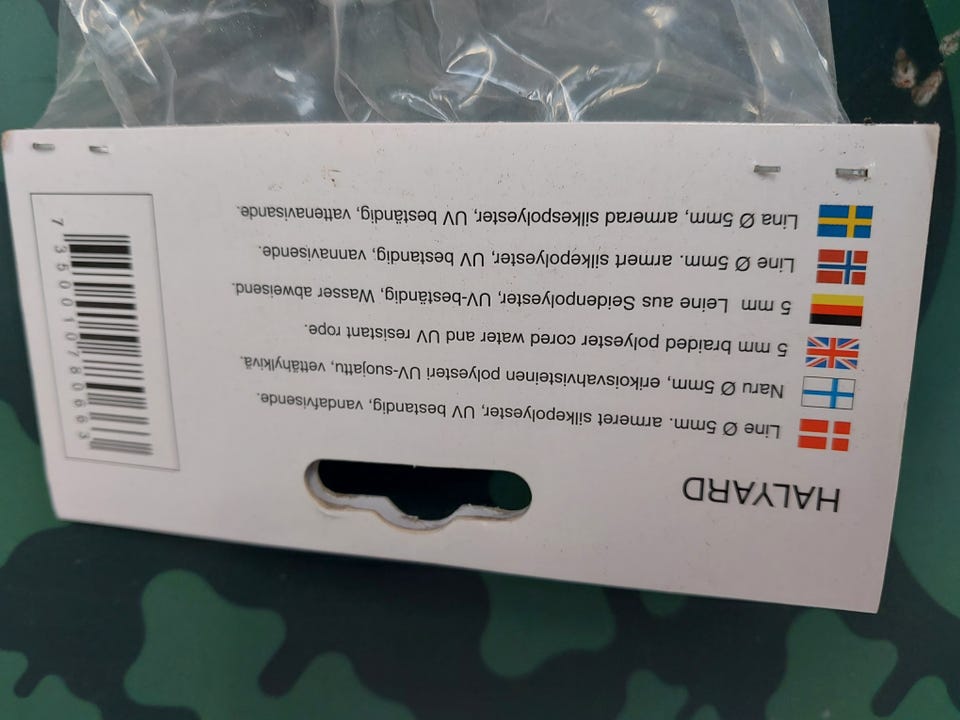 HALYARD
Line Ø 5mm. armeret silkepolyester, UV bestandig, vandafvisende.
Naru Ø 5mm, erikoisvahvisteinen polyesteri UV-suojattu, vettähylkivä.
5 mm braided polyester cored water and UV resistant rope.
5 mm Leine aus Seidenpolyester, UV-beständig, Wasser abweisend.
Line Ø 5mm. armert silkepolyester, UV bestandig, vannavisende.
Lina Ø 5mm, armerad silkespolyester, UV beständig, vattenavisande.
7 350010 780663